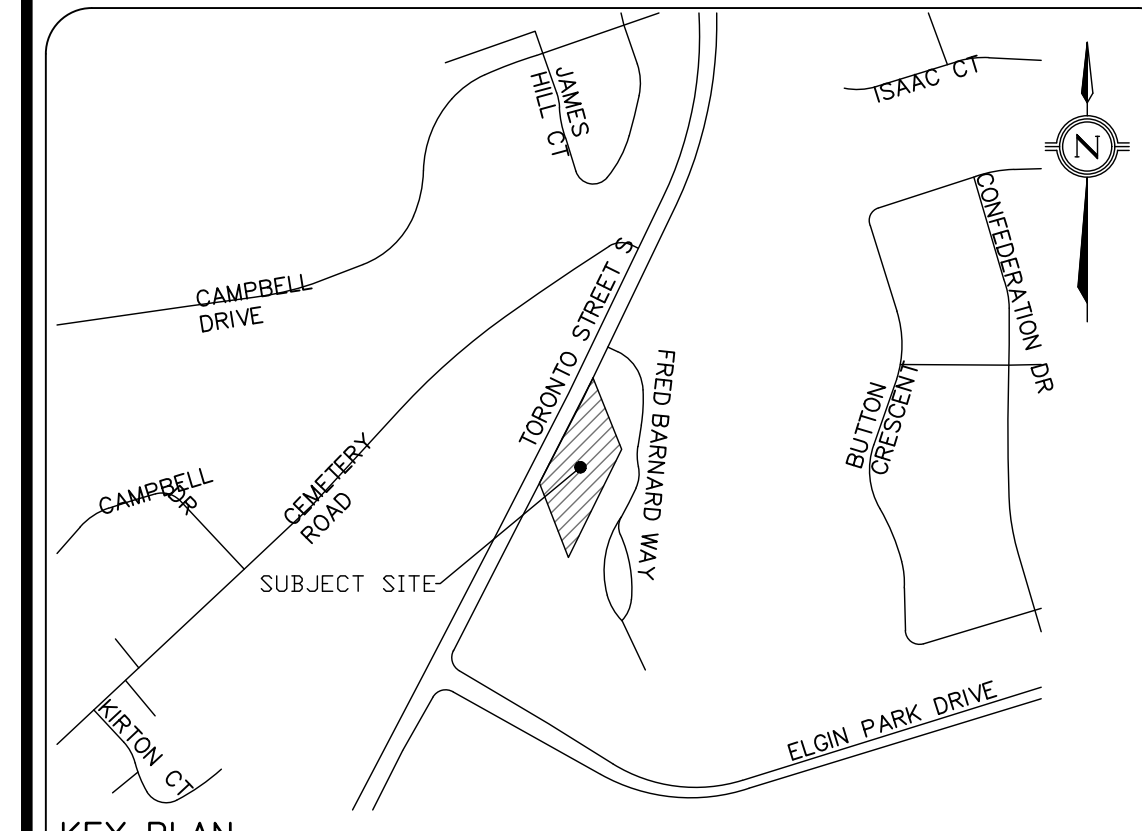 JAMES
HILL CT
ISAAC CT
N
CONFEDERATION DR
CAMPBELL
DRIVE
TORONTO STREET S
FRED BARNARD WAY
BUTTON
CRESCENT
CEMETERY
ROAD
CAMPBELL
DR
SUBJECT SITE
KIRTON CT
ELGIN PARK DRIVE
KEY PLAN